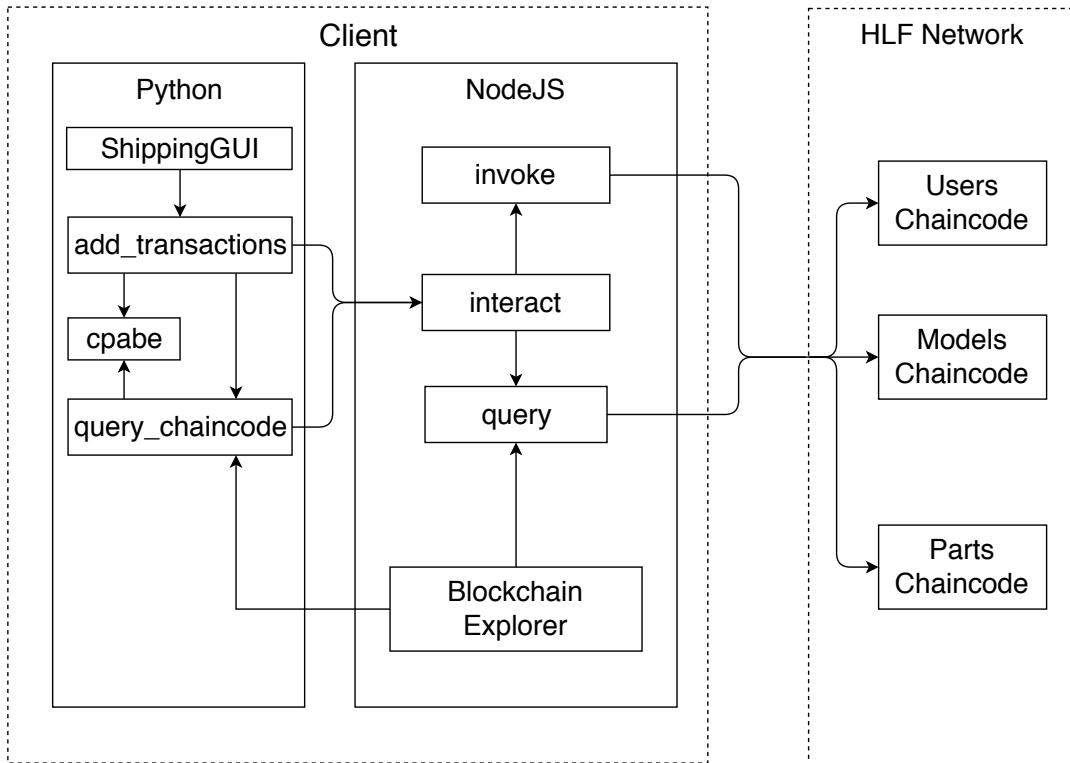 Client
Python
ShippingGUI
add_transactions
cpabe
query_chaincode
NodeJS
invoke
interact
query
Blockchain
Explorer
HLF Network
Users
Chaincode
Models
Chaincode
Parts
Chaincode